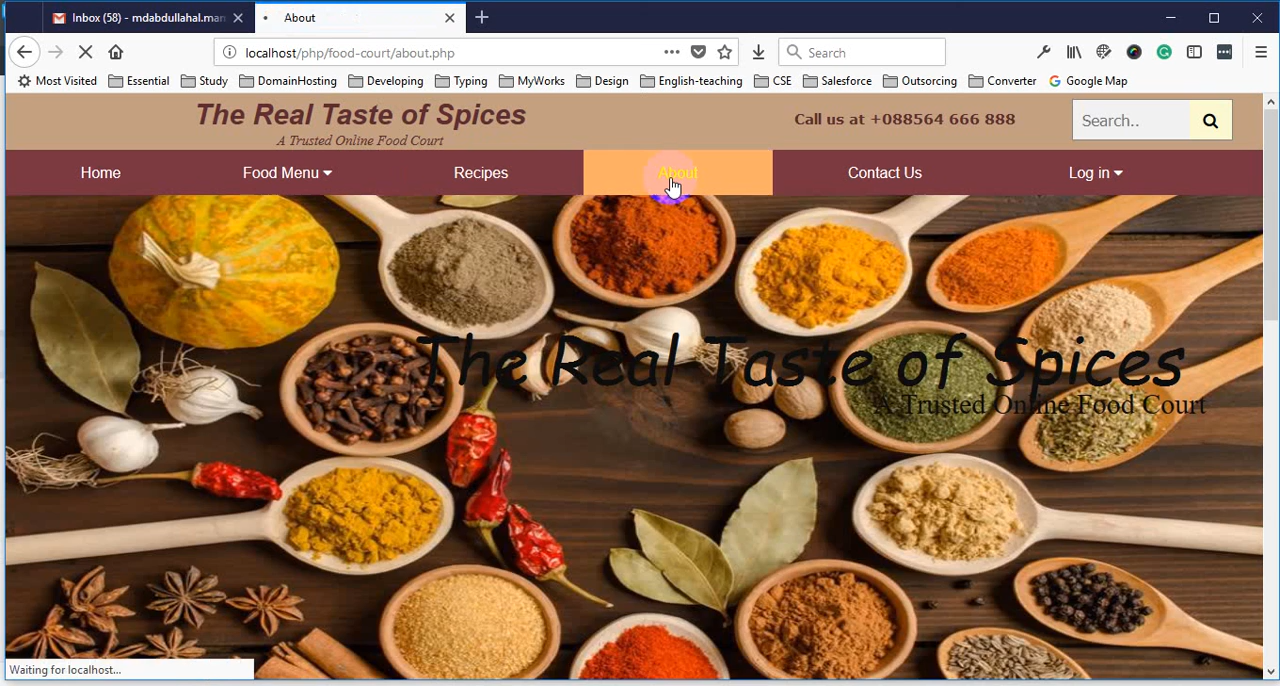 Inbox (58) - mdabdullahal.man
About
localhost/php/food-court/about.php
Search
Most Visited Essential Study DomainHosting Developing Typing MyWorks Design English-teaching CSE Salesforce Outsorcing Converter Google Map
The Real Taste of Spices
A Trusted Online Food Court
Call us at +088564 666 888
Search..
Home Food Menu Recipes About Contact Us Log in
The Real Taste of Spices
A Trusted Online Food Court
Waiting for localhost...